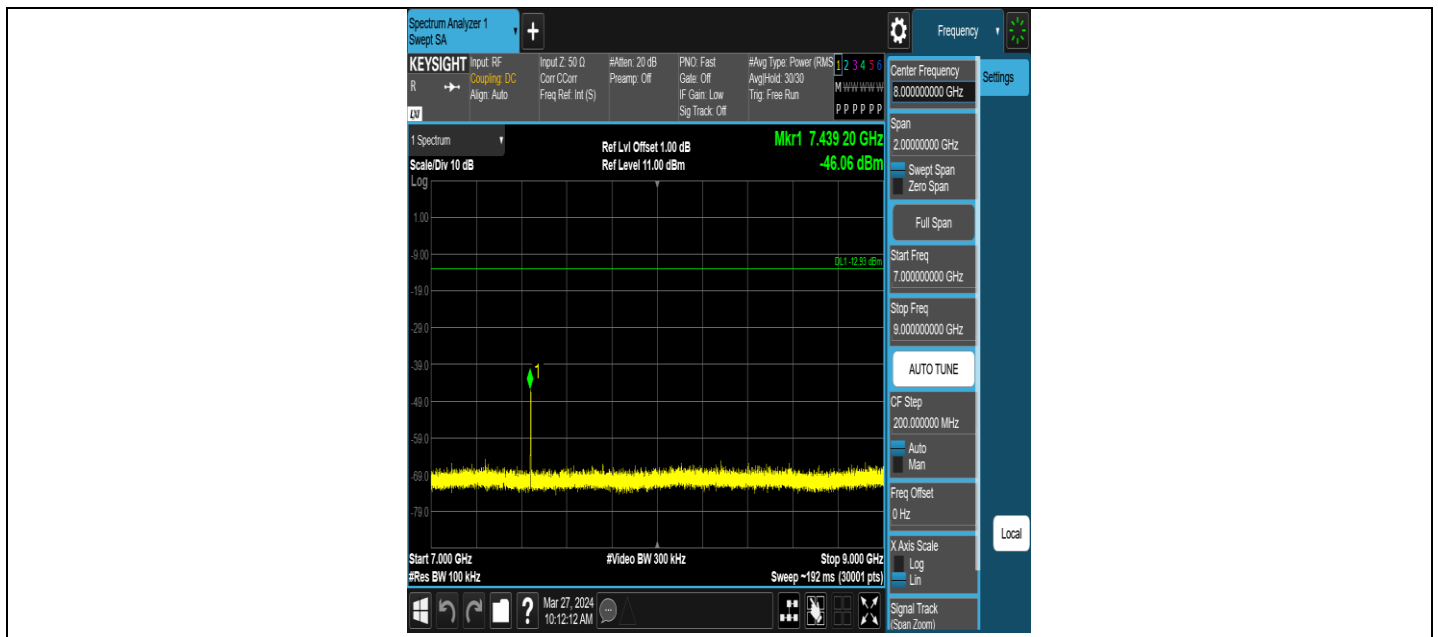 Spectrum Analyzer 1
Swept SA
+
Frequency
KEYSIGHT
R
LXI
Input: RF
Coupling: DC
Align: Auto
Input Z: 50 Ω
Corr CCorr
Freq Ref: Int (S)
#Atten: 20 dB
Preamp: Off
PNO: Fast
Gate: Off
IF Gain: Low
Sig Track: Off
#Avg Type: Power (RMS
Avg|Hold: 30/30
Trig: Free Run
1 2 3 4 5 6
M W W W W W
P P P P P P
1 Spectrum
Scale/Div 10 dB
Log
Ref Lvl Offset 1.00 dB
Ref Level 11.00 dBm
Mkr1 7.439 20 GHz
-46.06 dBm
1.00
-9.00
DL1 -12.93 dBm
-19.0
-29.0
-39.0
1
-49.0
-59.0
-69.0
-79.0
Start 7.000 GHz
#Res BW 100 kHz
#Video BW 300 kHz
Stop 9.000 GHz
Sweep ~192 ms (30001 pts)
Center Frequency
8.000000000 GHz
Settings
Span
2.00000000 GHz
Swept Span
Zero Span
Full Span
Start Freq
7.000000000 GHz
Stop Freq
9.000000000 GHz
AUTO TUNE
CF Step
200.000000 MHz
Auto
Man
Freq Offset
0 Hz
X Axis Scale
Log
Lin
Signal Track
(Span Zoom)
Local
?
Mar 27, 2024
10:12:12 AM